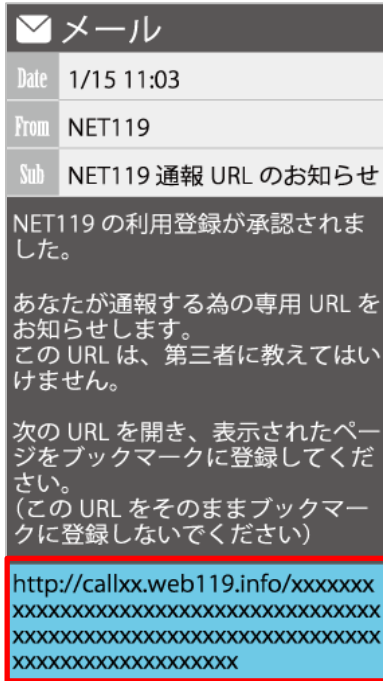 メール
Date 1/15 11:03
From NET119
Sub NET119 通報 URL のお知らせ
NET119 の利用登録が承認されま
した。
あなたが通報する為の専用 URL を
お知らせします。
この URL は、第三者に教えてはい
けません。
次の URL を開き、表示されたペー
ジをブックマークに登録してくだ
さい。
（この URL をそのままブックマー
クに登録しないでください）
http://callxx.web119.info/xxxxxxx
xxxxxxxxxxxxxxxxxxxxxxxxxxxxxxx
xxxxxxxxxxxxxxxxxxxxxxxxxxxxxxx
xxxxxxxxxxxxxxxxxxx